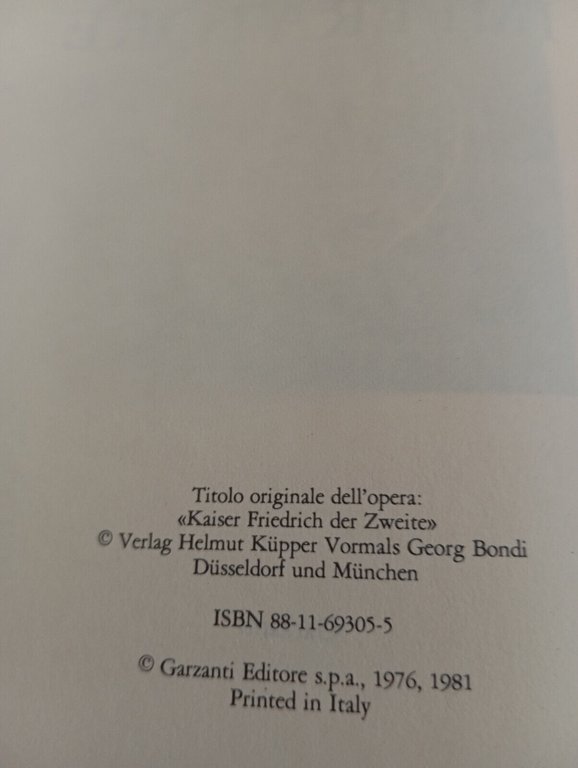 Titolo originale dell'opera:
«Kaiser Friedrich der Zweite»
© Verlag Helmut Küpper Vormals Georg Bondi
Düsseldorf und München
ISBN 88-11-69305-5
© Garzanti Editore s.p.a., 1976, 1981
Printed in Italy